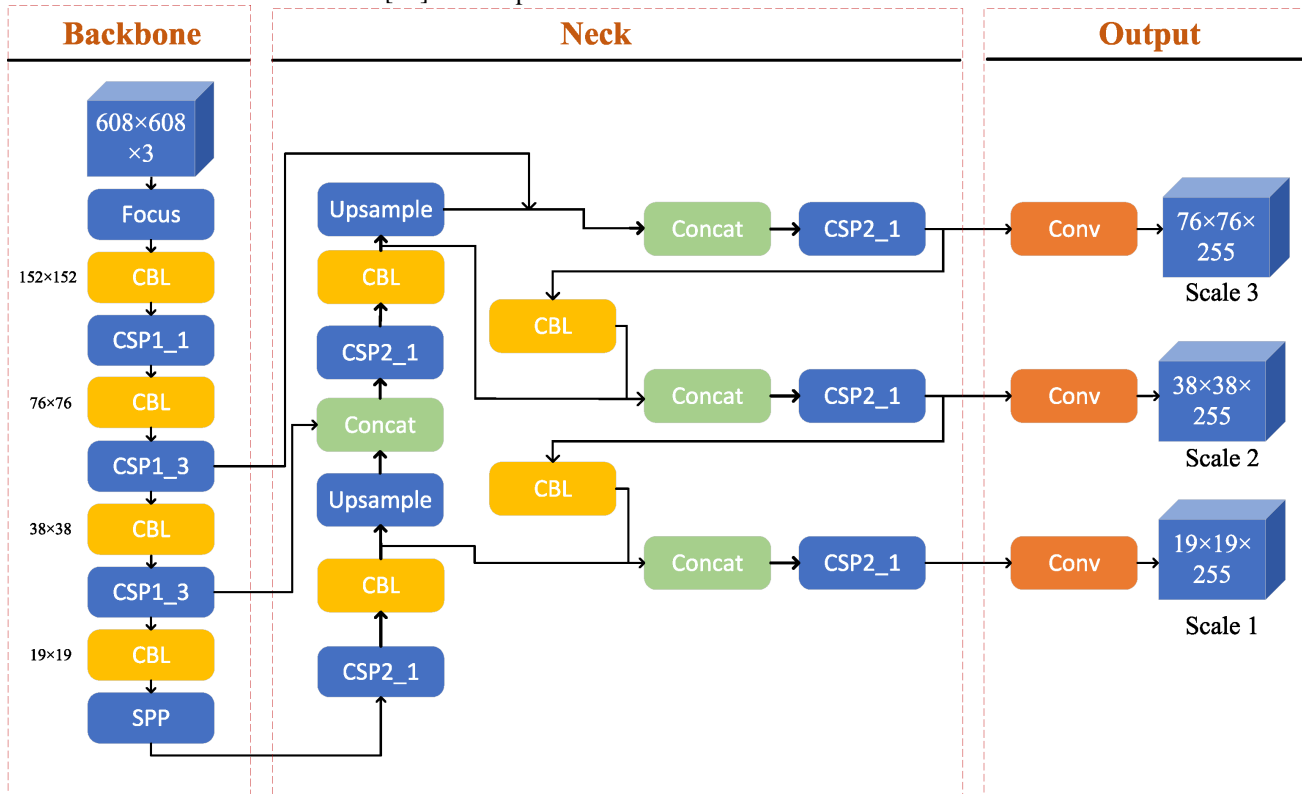 Backbone
Neck
Output
608×608
×3
Focus
152×152
CBL
CSP1_1
76×76
CBL
CSP1_3
38×38
CBL
CSP1_3
19×19
CBL
SPP
Upsample
CBL
CSP2_1
Concat
Upsample
CBL
CSP2_1
Concat
CSP2_1
CBL
Concat
CSP2_1
CBL
Concat
CSP2_1
Conv
76×76×
255
Scale 3
Conv
38×38×
255
Scale 2
Conv
19×19×
255
Scale 1